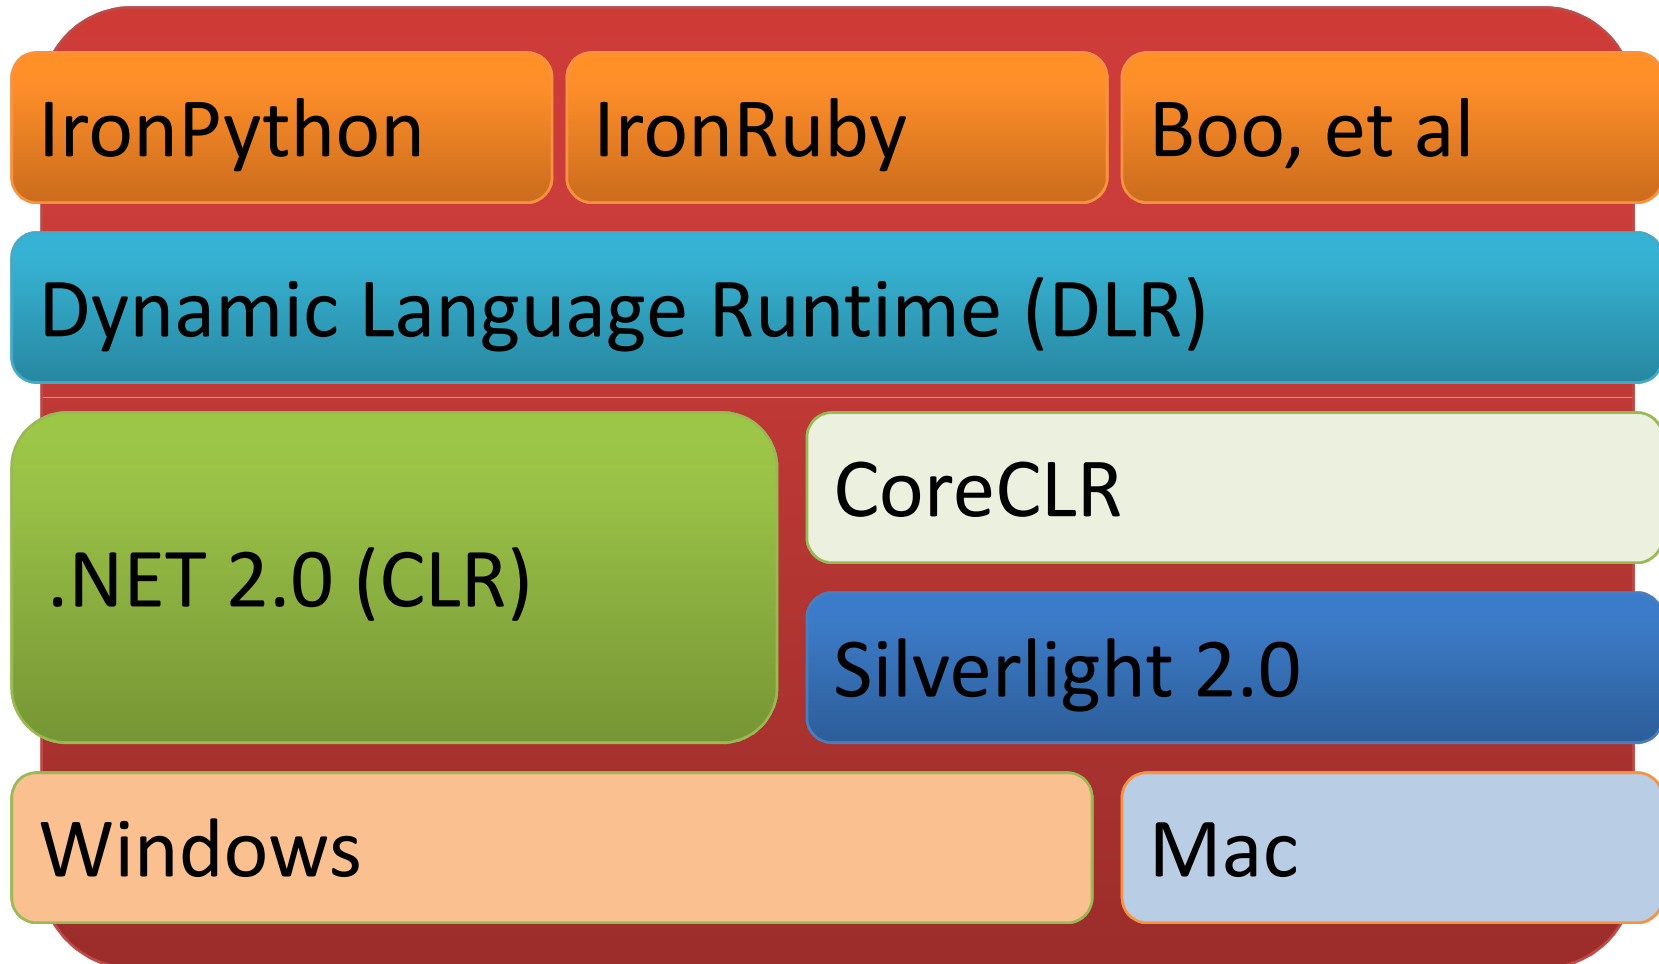 IronPython
IronRuby
Boo, et al
Dynamic Language Runtime (DLR)
.NET 2.0 (CLR)
CoreCLR
Silverlight 2.0
Windows
Mac